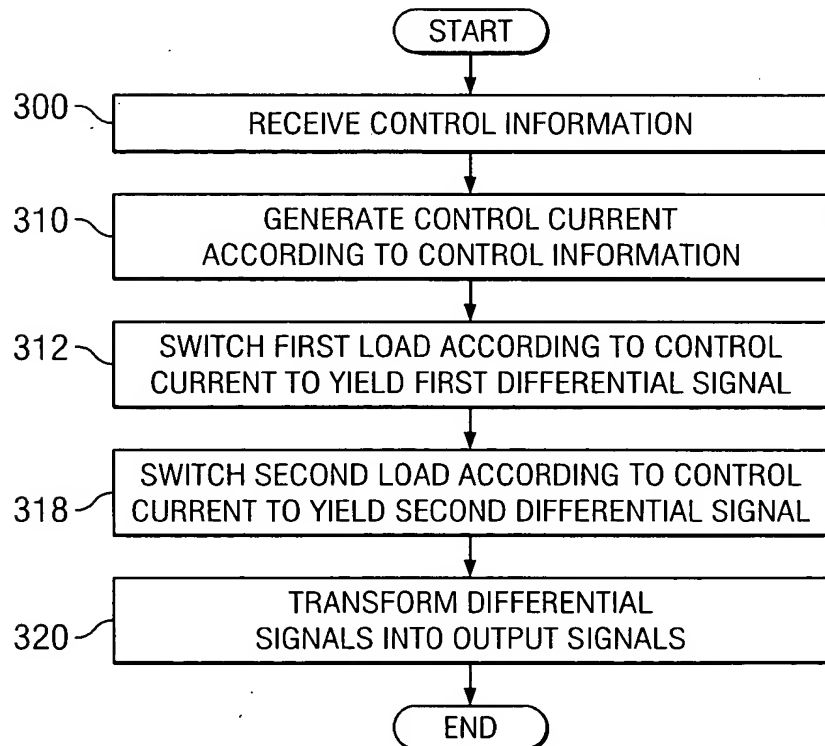 START
300
RECEIVE CONTROL INFORMATION
310
GENERATE CONTROL CURRENT
ACCORDING TO CONTROL INFORMATION
312
SWITCH FIRST LOAD ACCORDING TO CONTROL
CURRENT TO YIELD FIRST DIFFERENTIAL SIGNAL
318
SWITCH SECOND LOAD ACCORDING TO CONTROL
CURRENT TO YIELD SECOND DIFFERENTIAL SIGNAL
320
TRANSFORM DIFFERENTIAL
SIGNALS INTO OUTPUT SIGNALS
END